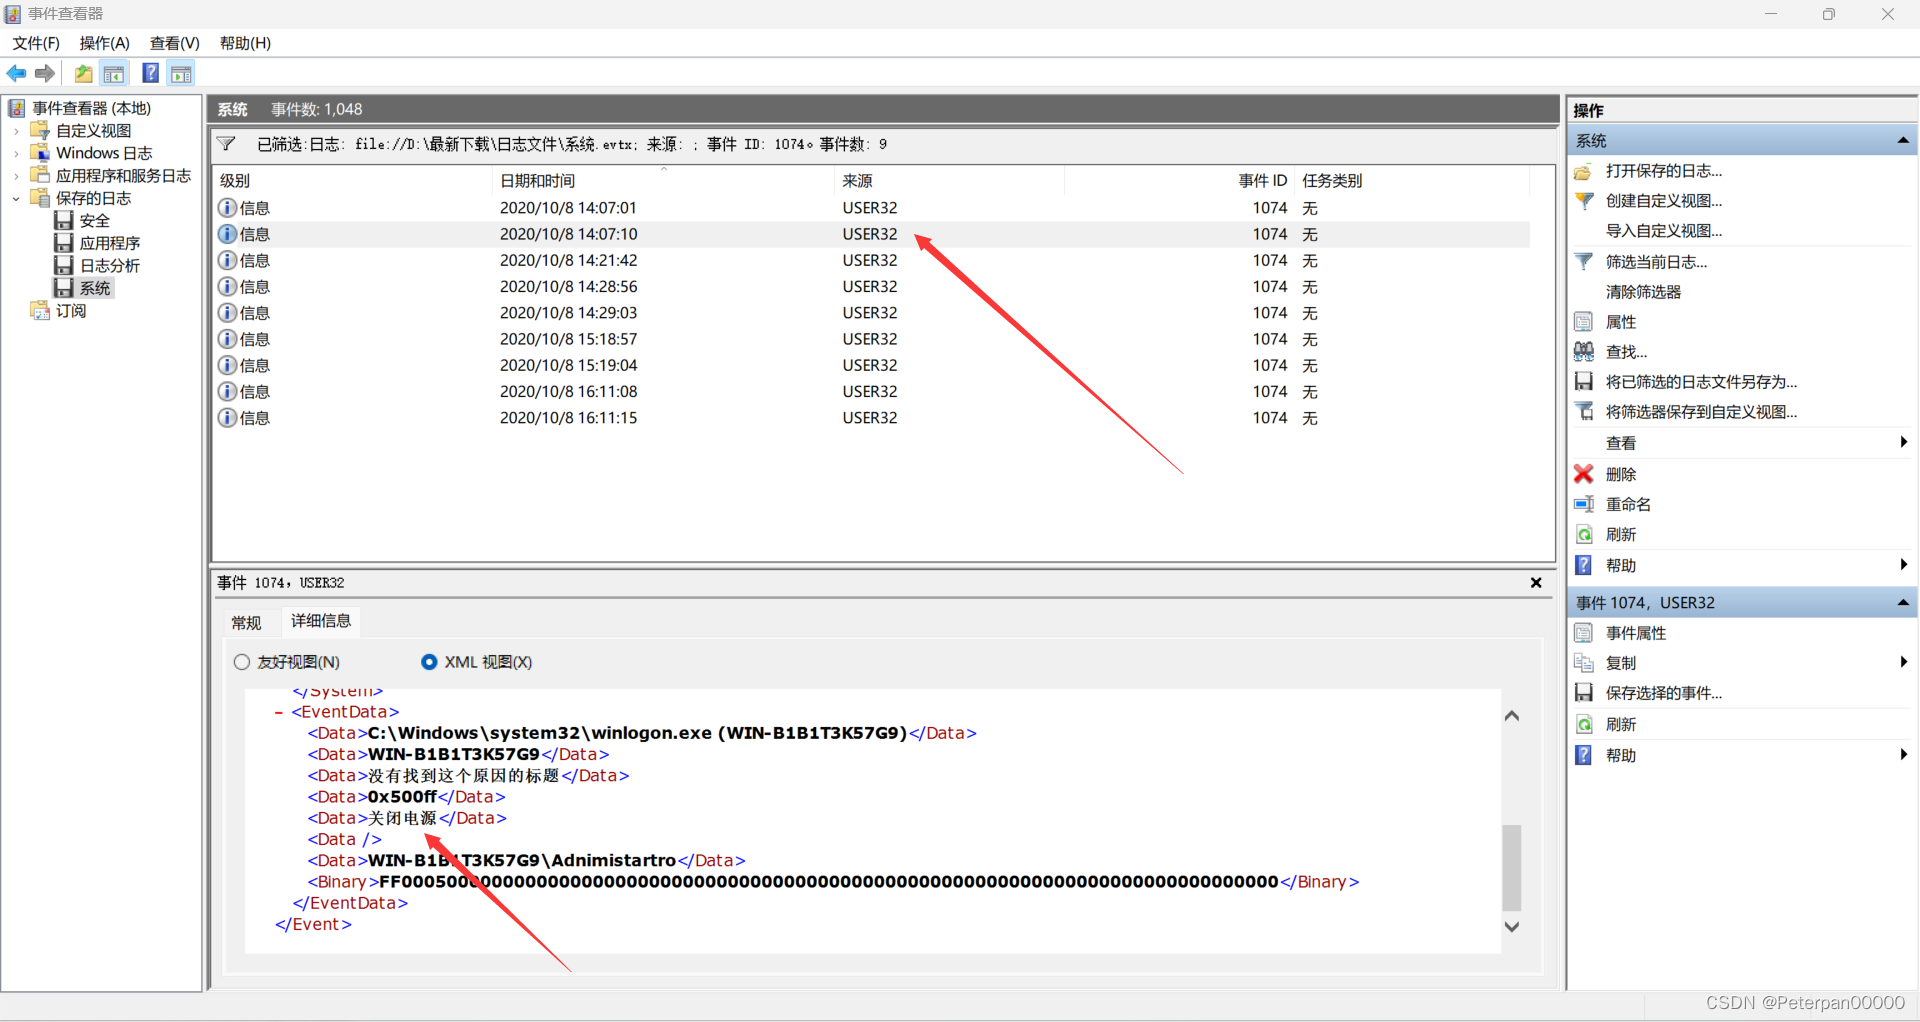 事件查看器
文件(F) 操作(A) 查看(V) 帮助(H)
事件查看器 (本地)
自定义视图
Windows 日志
应用程序和服务日志
保存的日志
安全
应用程序
日志分析
系统
订阅
系统 事件数: 1,048
已筛选:日志: file://D:\最新下载\日志文件\系统.evtx; 来源: ; 事件 ID: 1074。事件数: 9
级别 日期和时间 来源 事件 ID 任务类别
信息 2020/10/8 14:07:01 USER32 1074 无
信息 2020/10/8 14:07:10 USER32 1074 无
信息 2020/10/8 14:21:42 USER32 1074 无
信息 2020/10/8 14:28:56 USER32 1074 无
信息 2020/10/8 14:29:03 USER32 1074 无
信息 2020/10/8 15:18:57 USER32 1074 无
信息 2020/10/8 15:19:04 USER32 1074 无
信息 2020/10/8 16:11:08 USER32 1074 无
信息 2020/10/8 16:11:15 USER32 1074 无
事件 1074，USER32
常规 详细信息
友好视图(N) XML 视图(X)
</System>
- <EventData>
<Data>C:\Windows\system32\winlogon.exe (WIN-B1B1T3K57G9)</Data>
<Data>WIN-B1B1T3K57G9</Data>
<Data>没有找到这个原因的标题</Data>
<Data>0x500ff</Data>
<Data>关闭电源</Data>
<Data />
<Data>WIN-B1B1T3K57G9\Adnimistartro</Data>
</EventData>
</Event>
操作
系统
打开保存的日志...
创建自定义视图...
导入自定义视图...
筛选当前日志...
清除筛选器
属性
查找...
将已筛选的日志文件另存为...
将筛选器保存到自定义视图...
查看
删除
重命名
刷新
帮助
事件 1074，USER32
事件属性
复制
保存选择的事件...
刷新
帮助
CSDN @Peterpan00000